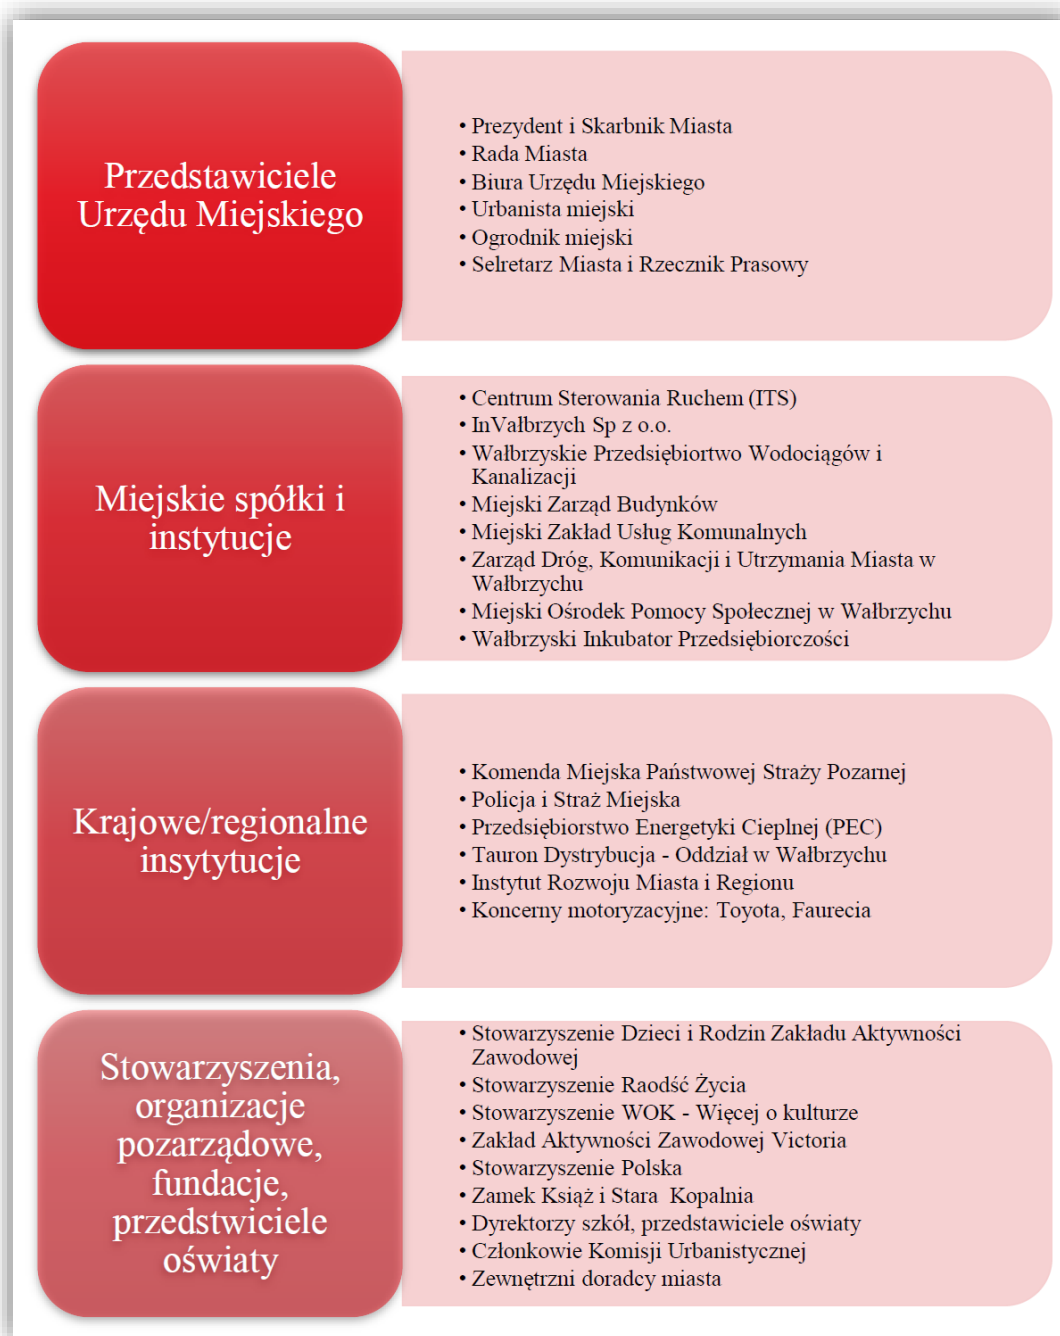 Przedstawiciele
Urzędu Miejskiego
• Prezydent i Skarbnik Miasta
• Rada Miasta
• Biura Urzędu Miejskiego
• Urbanista miejski
• Ogrodnik miejski
• Selretarz Miasta i Rzecznik Prasowy
Miejskie spółki i
instytucje
• Centrum Sterowania Ruchem (ITS)
• InVałbrzych Sp z o.o.
• Wałbrzyskie Przedsiębiortwo Wodociągów i
Kanalizacji
• Miejski Zarząd Budynków
• Miejski Zakład Usług Komunalnych
• Zarząd Dróg, Komunikacji i Utrzymania Miasta w
Wałbrzychu
• Miejski Ośrodek Pomocy Społecznej w Wałbrzychu
• Wałbrzyski Inkubator Przedsiębiorczości
Krajowe/regionalne
insytytucje
• Komenda Miejska Państwowej Straży Pozarnej
• Policja i Straż Miejska
• Przedsiębiorstwo Energetyki Cieplnej (PEC)
• Tauron Dystrybucja - Oddział w Wałbrzychu
• Instytut Rozwoju Miasta i Regionu
• Koncerny motoryzacyjne: Toyota, Faurecia
Stowarzyszenia,
organizacje
pozarządowe,
fundacje,
przedstwiciele
oświaty
• Stowarzyszenie Dzieci i Rodzin Zakładu Aktywności
Zawodowej
• Stowarzyszenie Raodść Życia
• Stowarzyszenie WOK - Więcej o kulturze
• Zakład Aktywności Zawodowej Victoria
• Stowarzyszenie Polska
• Zamek Książ i Stara Kopalnia
• Dyrektorzy szkół, przedstawiciele oświaty
• Członkowie Komisji Urbanistycznej
• Zewnętrzni doradcy miasta